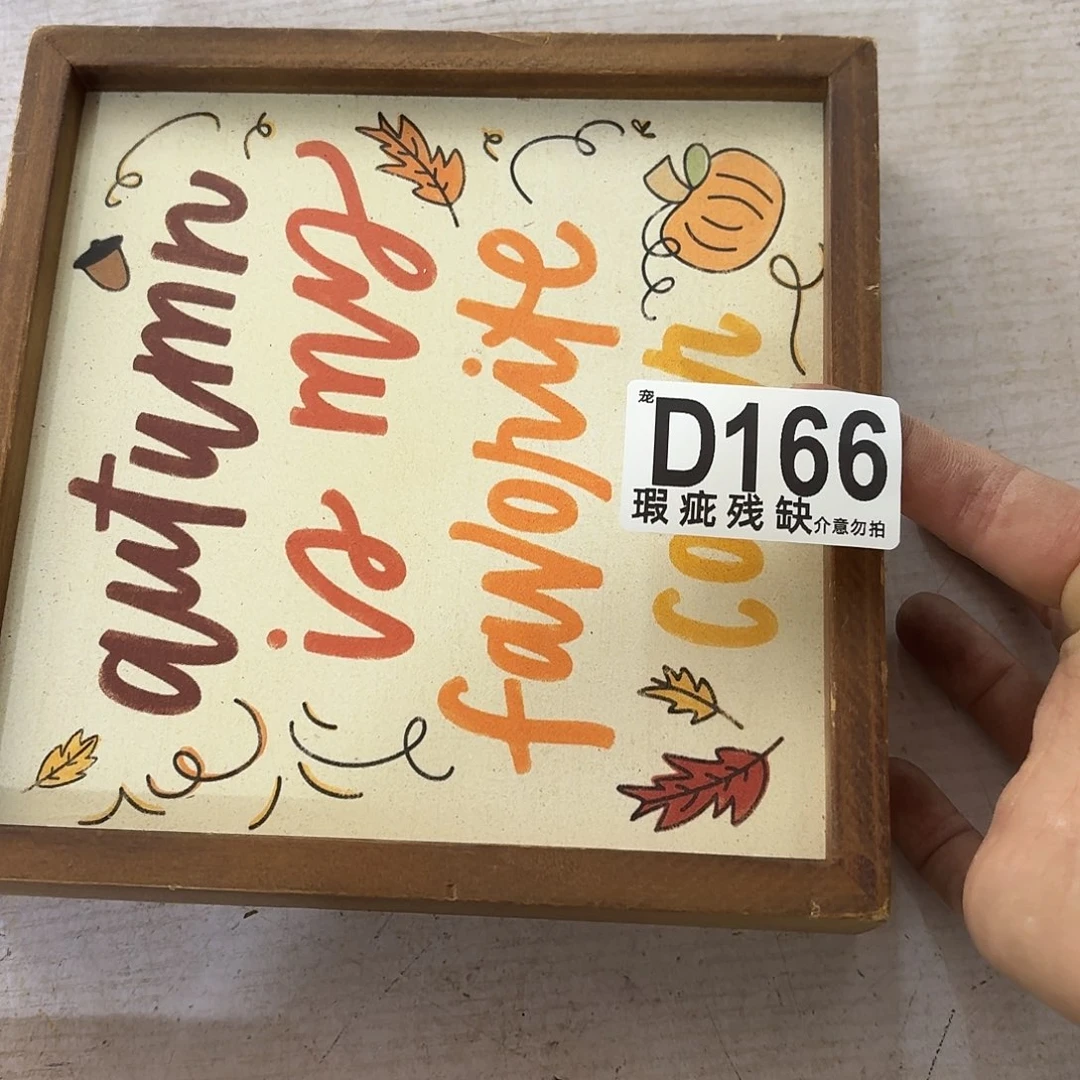 autumn
is my
favorite
宠
D166
瑕疵残缺介意勿拍